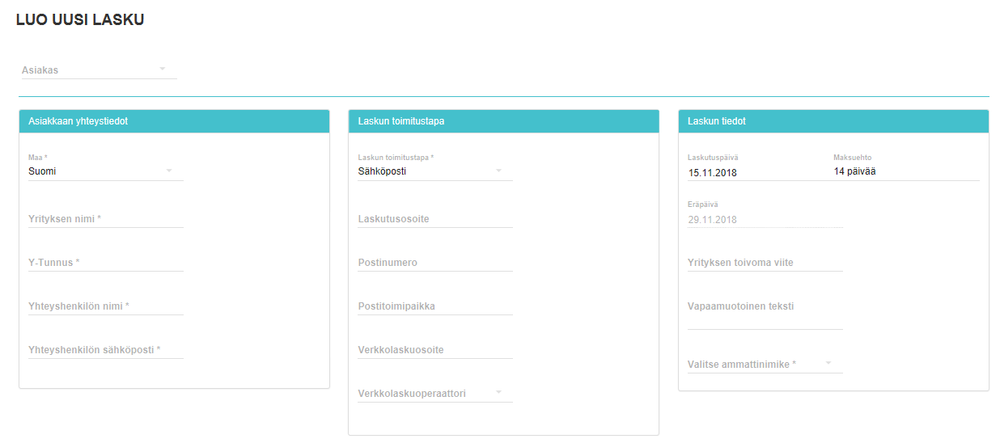 LUO UUSI LASKU
Asiakas
Asiakkaan yhteystiedot
Maa *
Suomi
Yrityksen nimi *
Y-Tunnus *
Yhteyshenkilön nimi *
Yhteyshenkilön sähköposti *
Laskun toimitustapa
Laskun toimitustapa *
Sähköposti
Laskutusosoite
Postinumero
Postitoimipaikka
Verkkolaskuosoite
Verkkolaskuoperaattori
Laskun tiedot
Laskutuspäivä Maksuehto
15.11.2018 14 päivää
Eräpäivä
29.11.2018
Yrityksen toivoma viite
Vapaamuotoinen teksti
Valitse ammattinimike *